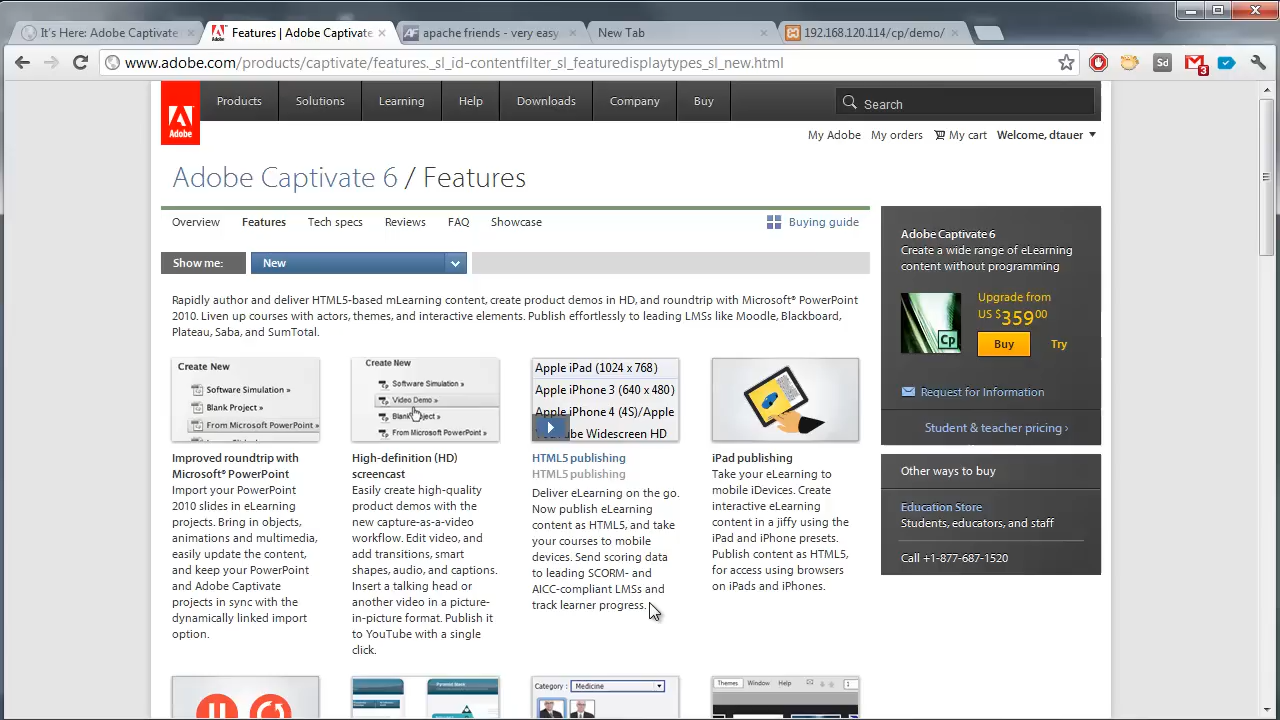 It's Here: Adobe Captivate
Features | Adobe Captivate
apache friends - very easy
New Tab
192.168.120.114/cp/demo/
www.adobe.com/products/captivate/features._sl_id-contentfilter_sl_featuredisplaytypes_sl_new.html
Sd
3
Adobe
Products
Solutions
Learning
Help
Downloads
Company
Buy
Search
My Adobe
My orders
My cart
Welcome, dtauer
Adobe Captivate 6 / Features
Overview
Features
Tech specs
Reviews
FAQ
Showcase
Buying guide
Show me:
New
Rapidly author and deliver HTML5-based mLearning content, create product demos in HD, and roundtrip with Microsoft® PowerPoint
2010. Liven up courses with actors, themes, and interactive elements. Publish effortlessly to leading LMSs like Moodle, Blackboard,
Plateau, Saba, and SumTotal.
Create New
Software Simulation »
Blank Project »
From Microsoft PowerPoint »
Improved roundtrip with
Microsoft® PowerPoint
Import your PowerPoint
2010 slides in eLearning
projects. Bring in objects,
animations and multimedia,
easily update the content,
and keep your PowerPoint
and Adobe Captivate
projects in sync with the
dynamically linked import
option.
Create New
Software Simulation »
Video Demo »
Blank Project »
From Microsoft PowerPoint »
High-definition (HD)
screencast
Easily create high-quality
product demos with the
new capture-as-a-video
workflow. Edit video, and
add transitions, smart
shapes, audio, and captions.
Insert a talking head or
another video in a picture-
in-picture format. Publish it
to YouTube with a single
click.
Apple iPad (1024 x 768)
Apple iPhone 3 (640 x 480)
Apple iPhone 4 (4S)/Apple
Widescreen HD
HTML5 publishing
HTML5 publishing
Deliver eLearning on the go.
Now publish eLearning
content as HTML5, and take
your courses to mobile
devices. Send scoring data
to leading SCORM- and
AICC-compliant LMSs and
track learner progress.
iPad publishing
Take your eLearning to
mobile iDevices. Create
interactive eLearning
content in a jiffy using the
iPad and iPhone presets.
Publish content as HTML5,
for access using browsers
on iPads and iPhones.
Adobe Captivate 6
Create a wide range of eLearning
content without programming
Cp
Upgrade from
US $359.00
Buy
Try
Request for Information
Student & teacher pricing ›
Other ways to buy
Education Store
Students, educators, and staff
Call +1-877-687-1520
Category : Medicine
Themes Window Help
1